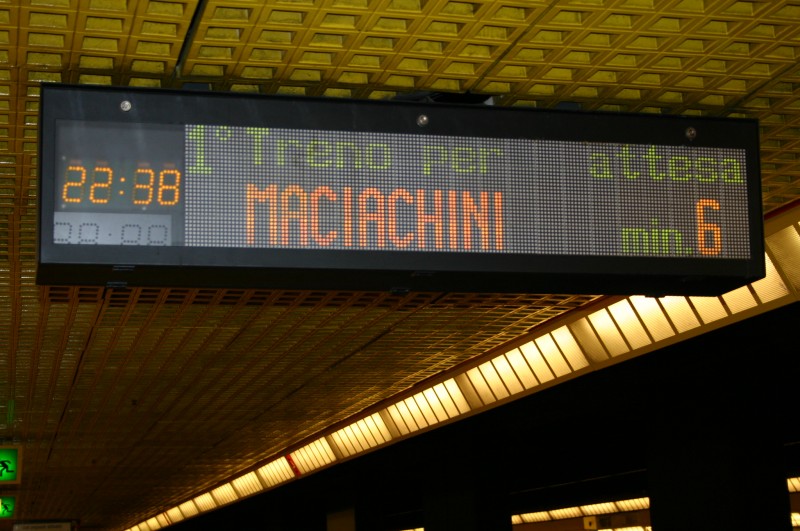 22:38
1° Treno per attesa
MACIACHINI min. 6